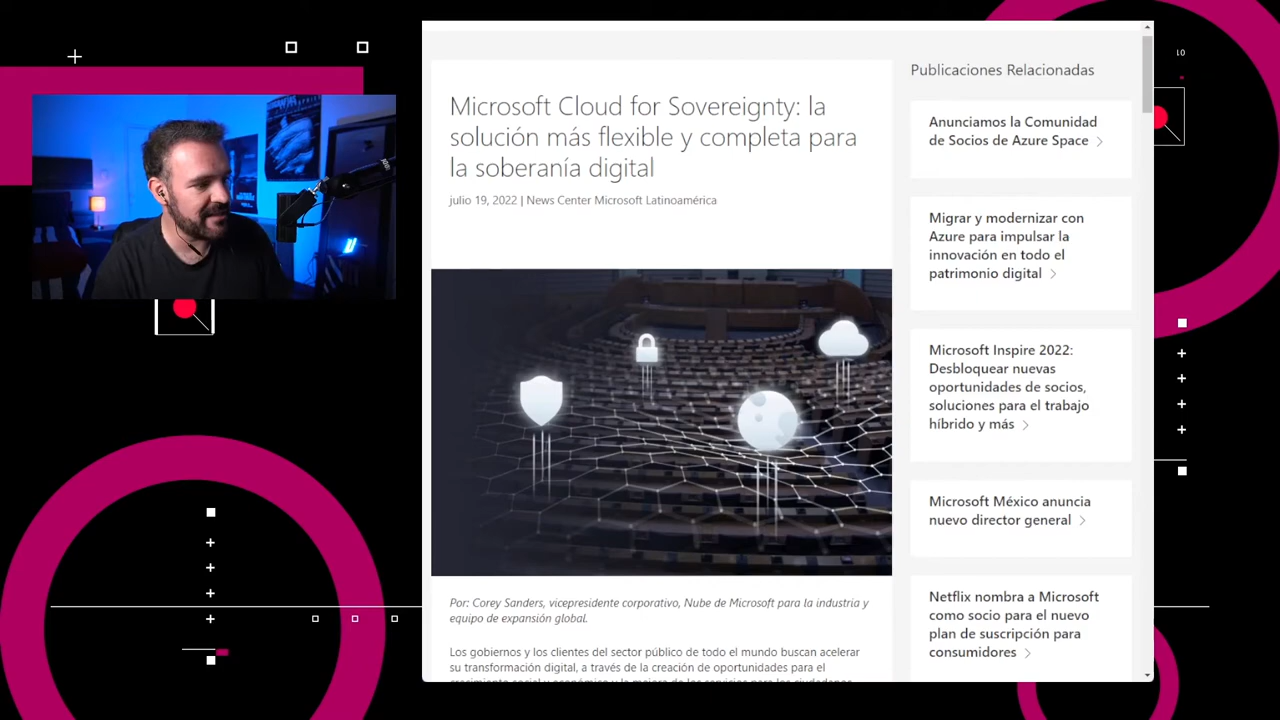 Microsoft Cloud for Sovereignty: la
solución más flexible y completa para
la soberanía digital
julio 19, 2022 | News Center Microsoft Latinoamérica
Por: Corey Sanders, vicepresidente corporativo, Nube de Microsoft para la industria y
equipo de expansión global.
Los gobiernos y los clientes del sector público de todo el mundo buscan acelerar
su transformación digital, a través de la creación de oportunidades para el
Publicaciones Relacionadas
Anunciamos la Comunidad
de Socios de Azure Space
Migrar y modernizar con
Azure para impulsar la
innovación en todo el
patrimonio digital
Microsoft Inspire 2022:
Desbloquear nuevas
oportunidades de socios,
soluciones para el trabajo
híbrido y más
Microsoft México anuncia
nuevo director general
Netflix nombra a Microsoft
como socio para el nuevo
plan de suscripción para
consumidores